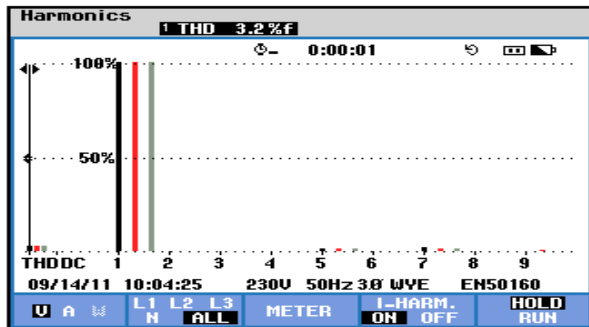 Harmonics
1 THD 3.2%f
0:00:01
100%
50%
THD DC 1 2 3 4 5 6 7 8 9
09/14/11 10:04:25 230V 50Hz 3Ø WYE EN50160
V A W
L1 L2 L3
N ALL
METER
I-HARM.
ON OFF
HOLD
RUN